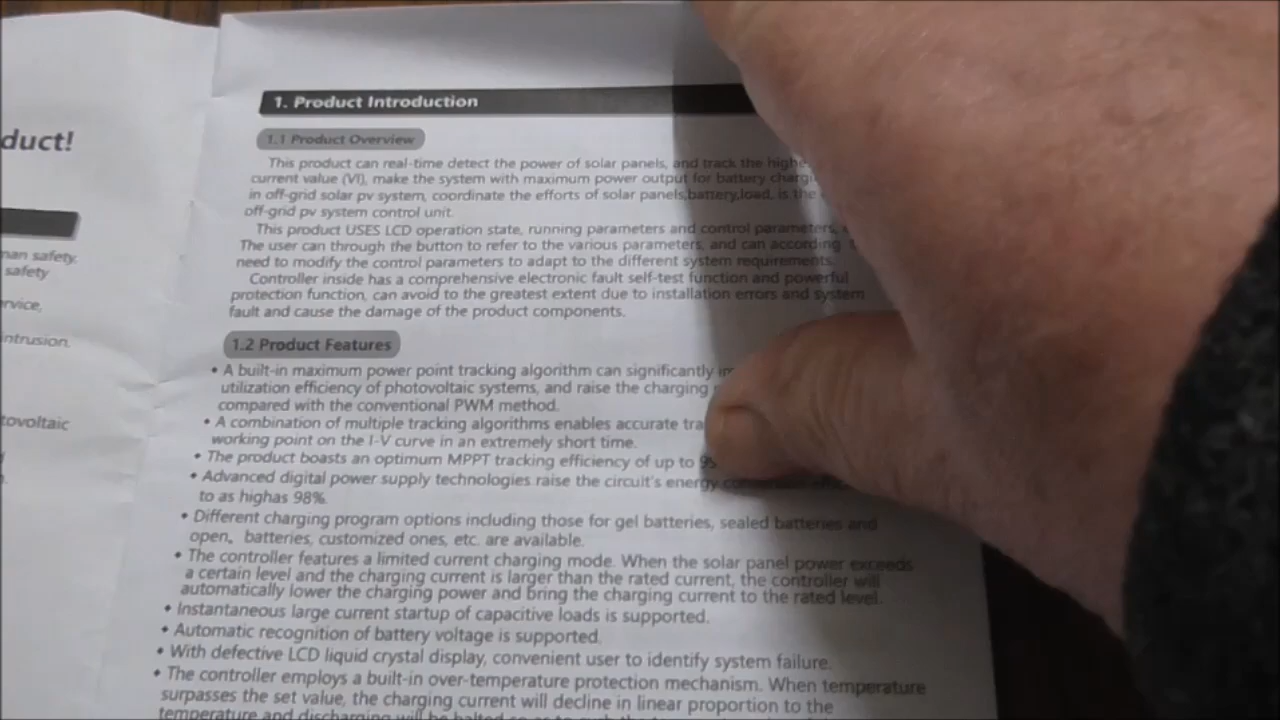 duct!
man safety.
safety
ervice,
intrusion.
otovoltaic
1. Product Introduction
1.1 Product Overview
This product can real-time detect the power of solar panels, and track the
current value (VI), make the system with maximum power output for battery
in off-grid solar pv system, coordinate the efforts of solar panels,battery,load, is the
off-grid pv system control unit.
This product USES LCD operation state, running parameters and control parameters,
The user can through the button to refer to the various parameters, and can according
need to modify the control parameters to adapt to the different system requirements.
Controller inside has a comprehensive electronic fault self-test function and powerful
protection function, can avoid to the greatest extent due to installation errors and system
fault and cause the damage of the product components.
1.2 Product Features
• A built-in maximum power point tracking algorithm can significantly
utilization efficiency of photovoltaic systems, and raise the charging
compared with the conventional PWM method.
• A combination of multiple tracking algorithms enables accurate
working point on the I-V curve in an extremely short time.
• The product boasts an optimum MPPT tracking efficiency of up to
• Advanced digital power supply technologies raise the circuit's energy
to as highas 98%.
• Different charging program options including those for gel batteries, sealed batteries and
open, batteries, customized ones, etc. are available.
• The controller features a limited current charging mode. When the solar panel power exceeds
a certain level and the charging current is larger than the rated current, the controller will
automatically lower the charging power and bring the charging current to the rated level.
• Instantaneous large current startup of capacitive loads is supported.
• Automatic recognition of battery voltage is supported.
• With defective LCD liquid crystal display, convenient user to identify system failure.
• The controller employs a built-in over-temperature protection mechanism. When temperature
surpasses the set value, the charging current will decline in linear proportion to the
temperature and discharging will be halted so as to